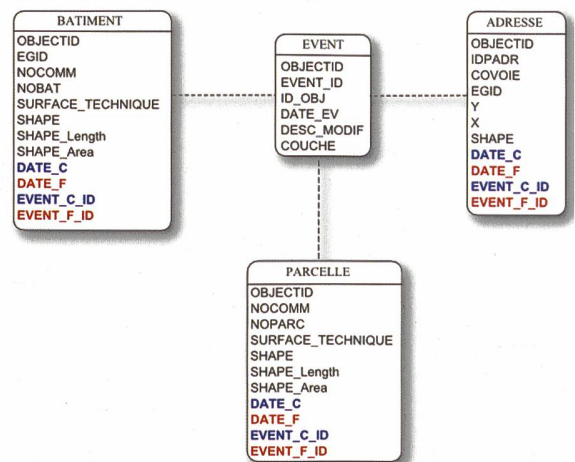 BATIMENT
OBJECTID
EGID
NOCOMM
NOBAT
SURFACE_TECHNIQUE
SHAPE
SHAPE_Length
SHAPE_Area
DATE_C
DATE_F
EVENT_C_ID
EVENT_F_ID
EVENT
OBJECTID
EVENT_ID
ID_OBJ
DATE_EV
DESC_MODIF
COUCHE
ADRESSE
OBJECTID
IDPADR
COVOIE
EGID
Y
X
SHAPE
DATE_C
DATE_F
EVENT_C_ID
EVENT_F_ID
PARCELLE
OBJECTID
NOCOMM
NOPARC
SURFACE_TECHNIQUE
SHAPE
SHAPE_Length
SHAPE_Area
DATE_C
DATE_F
EVENT_C_ID
EVENT_F_ID